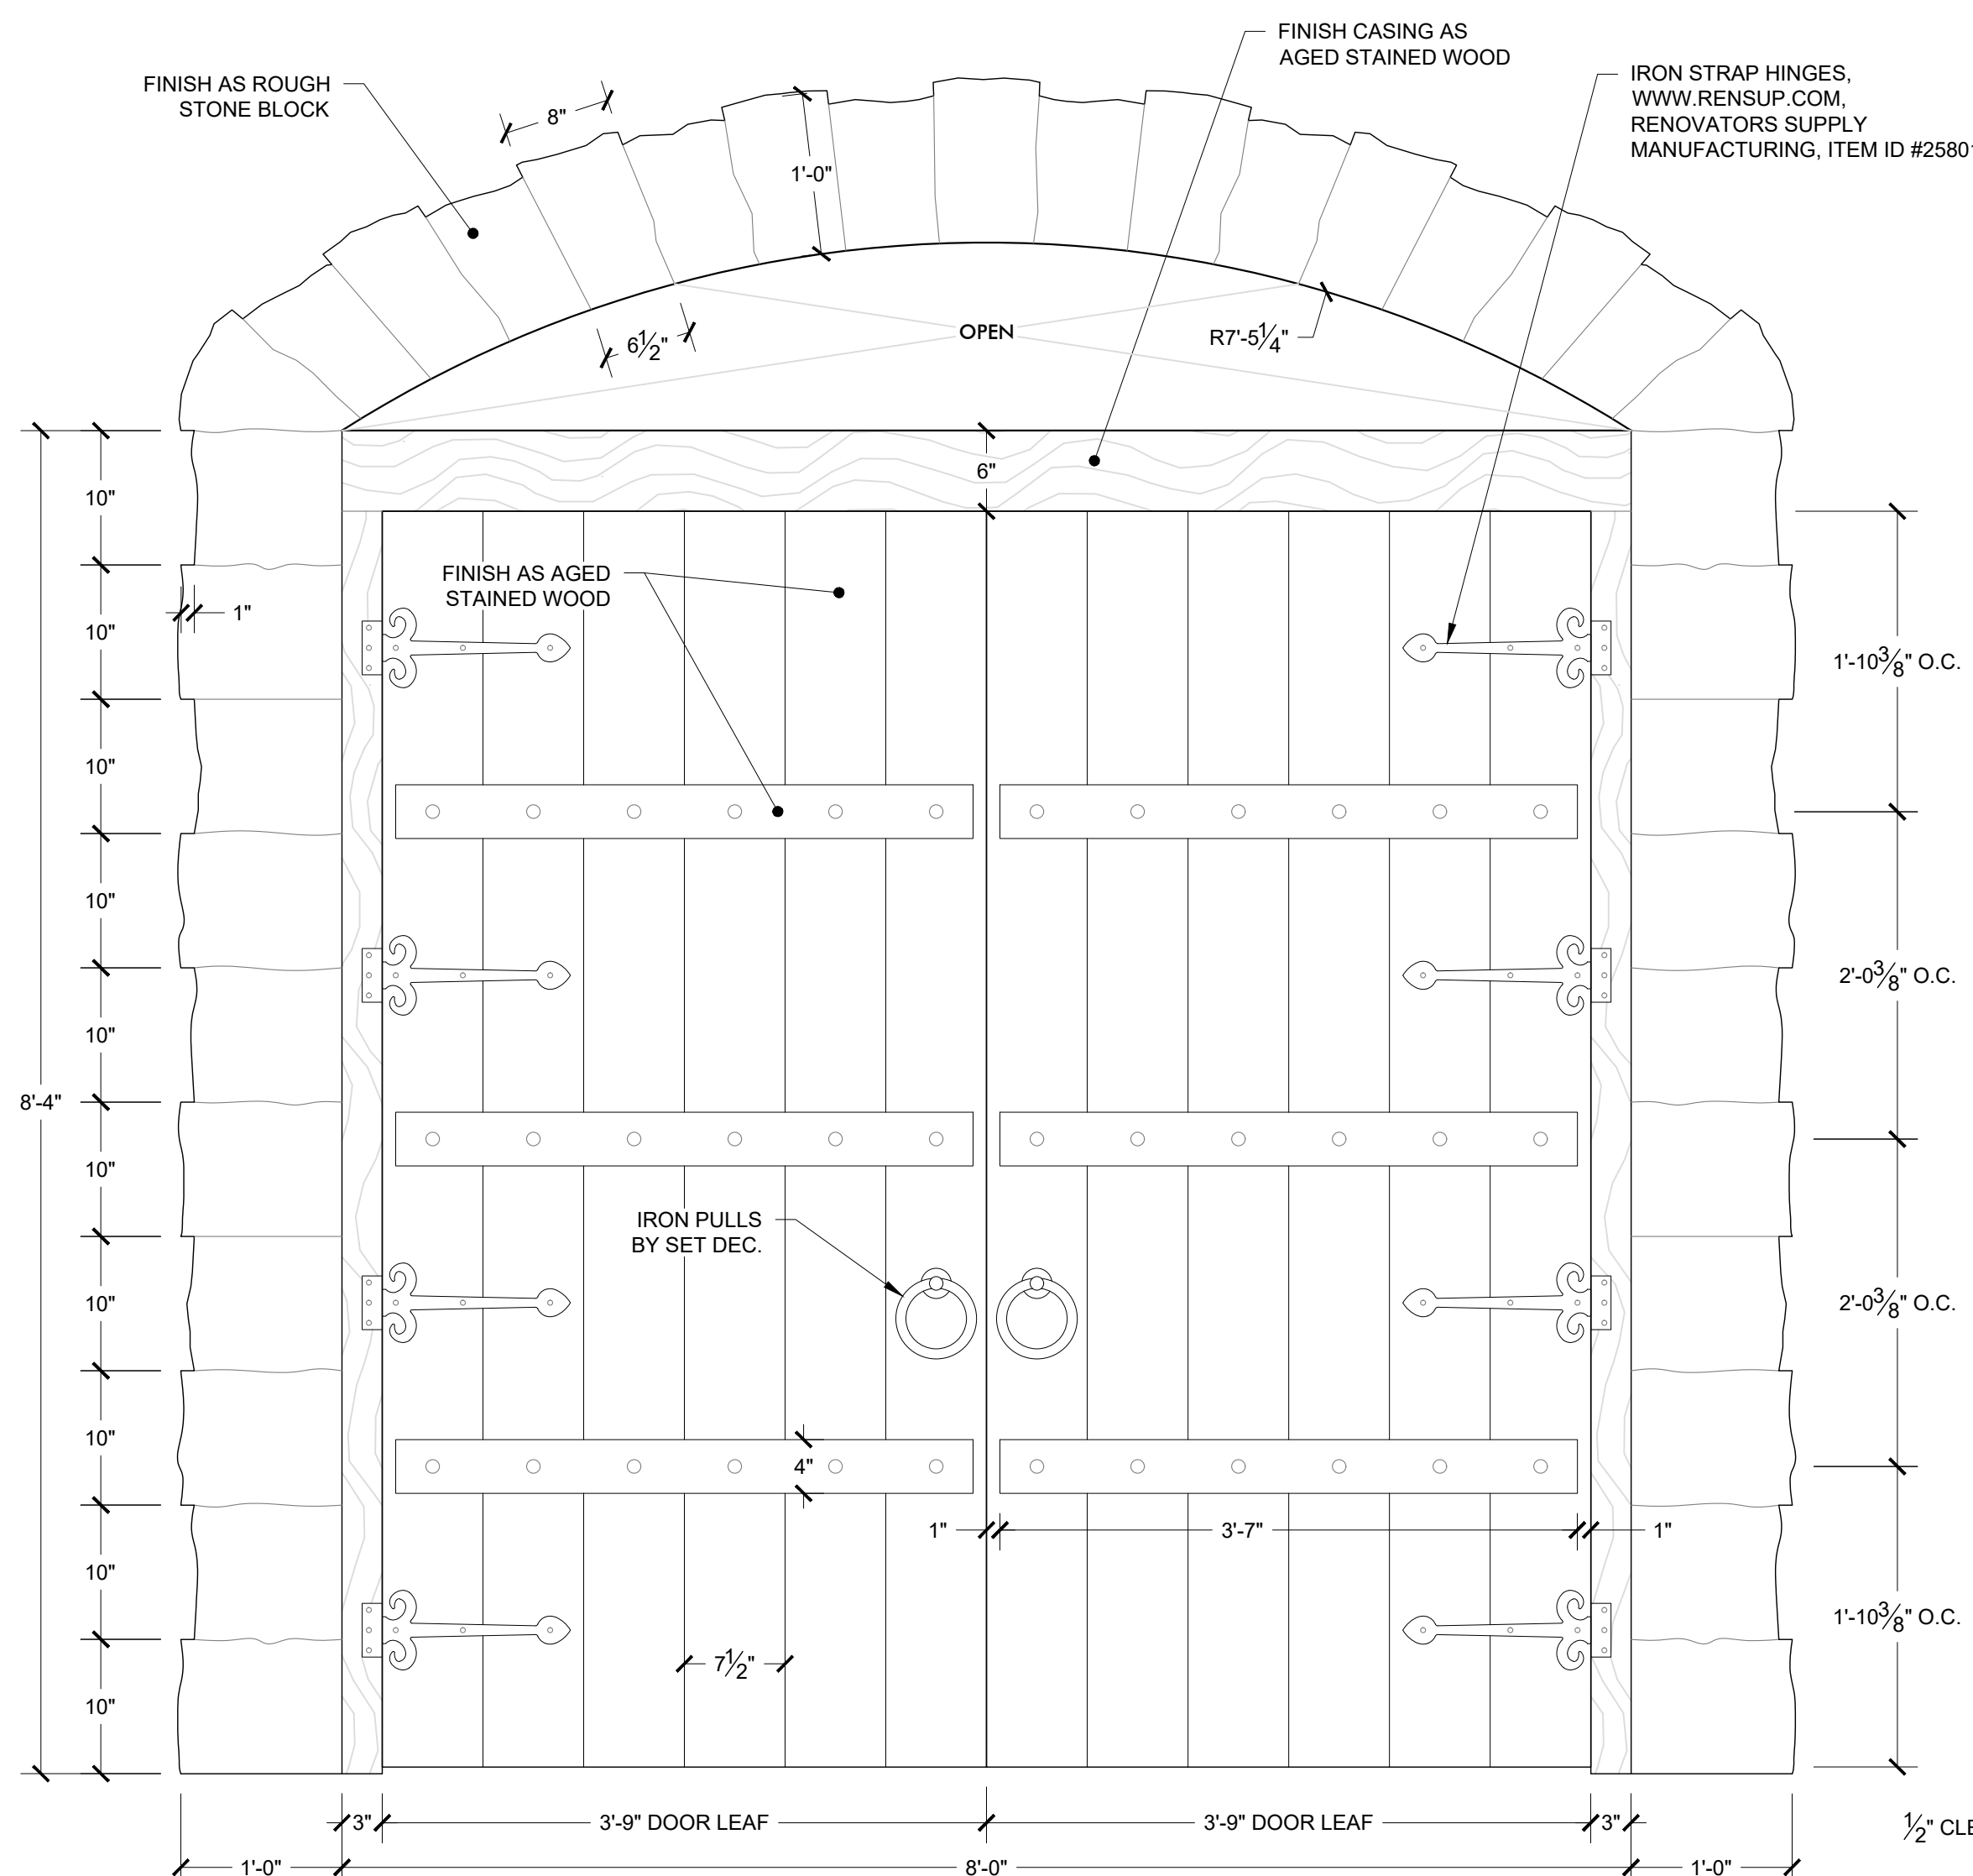 FINISH CASING AS
AGED STAINED WOOD
FINISH AS ROUGH
STONE BLOCK
IRON STRAP HINGES,
WWW.RENSUP.COM,
RENOVATORS SUPPLY
MANUFACTURING, ITEM ID #25801
8"
1'-0"
6½"
OPEN
R7'-5¼"
6"
10"
FINISH AS AGED
STAINED WOOD
10"
1"
1'-10⅜" O.C.
10"
10"
2'-0⅜" O.C.
10"
8'-4"
10"
IRON PULLS
BY SET DEC.
10"
2'-0⅜" O.C.
10"
4"
1"
3'-7"
1"
10"
1'-10⅜" O.C.
7½"
10"
3"
3'-9" DOOR LEAF
3'-9" DOOR LEAF
3"
½"
1'-0"
8'-0"
1'-0"